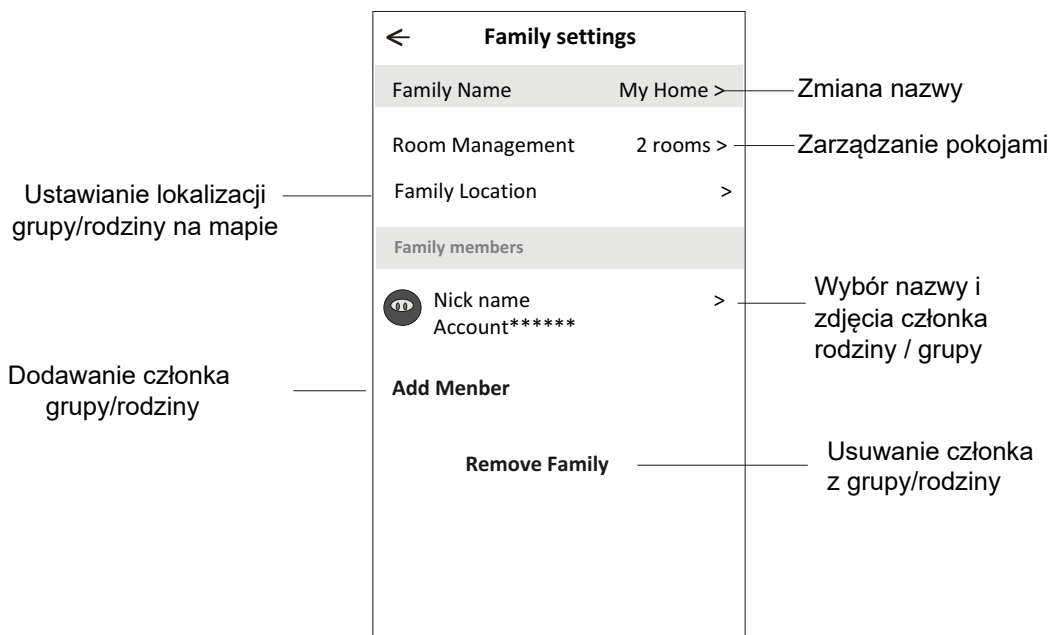 Family settings
Family Name My Home >
Zmiana nazwy
Room Management 2 rooms >
Zarządzanie pokojami
Ustawianie lokalizacji
grupy/rodziny na mapie
Family Location >
Family members
Nick name >
Account******
Wybór nazwy i
zdjęcia członka
rodziny / grupy
Dodawanie członka
grupy/rodziny
Add Menber
Remove Family
Usuwanie członka
z grupy/rodziny